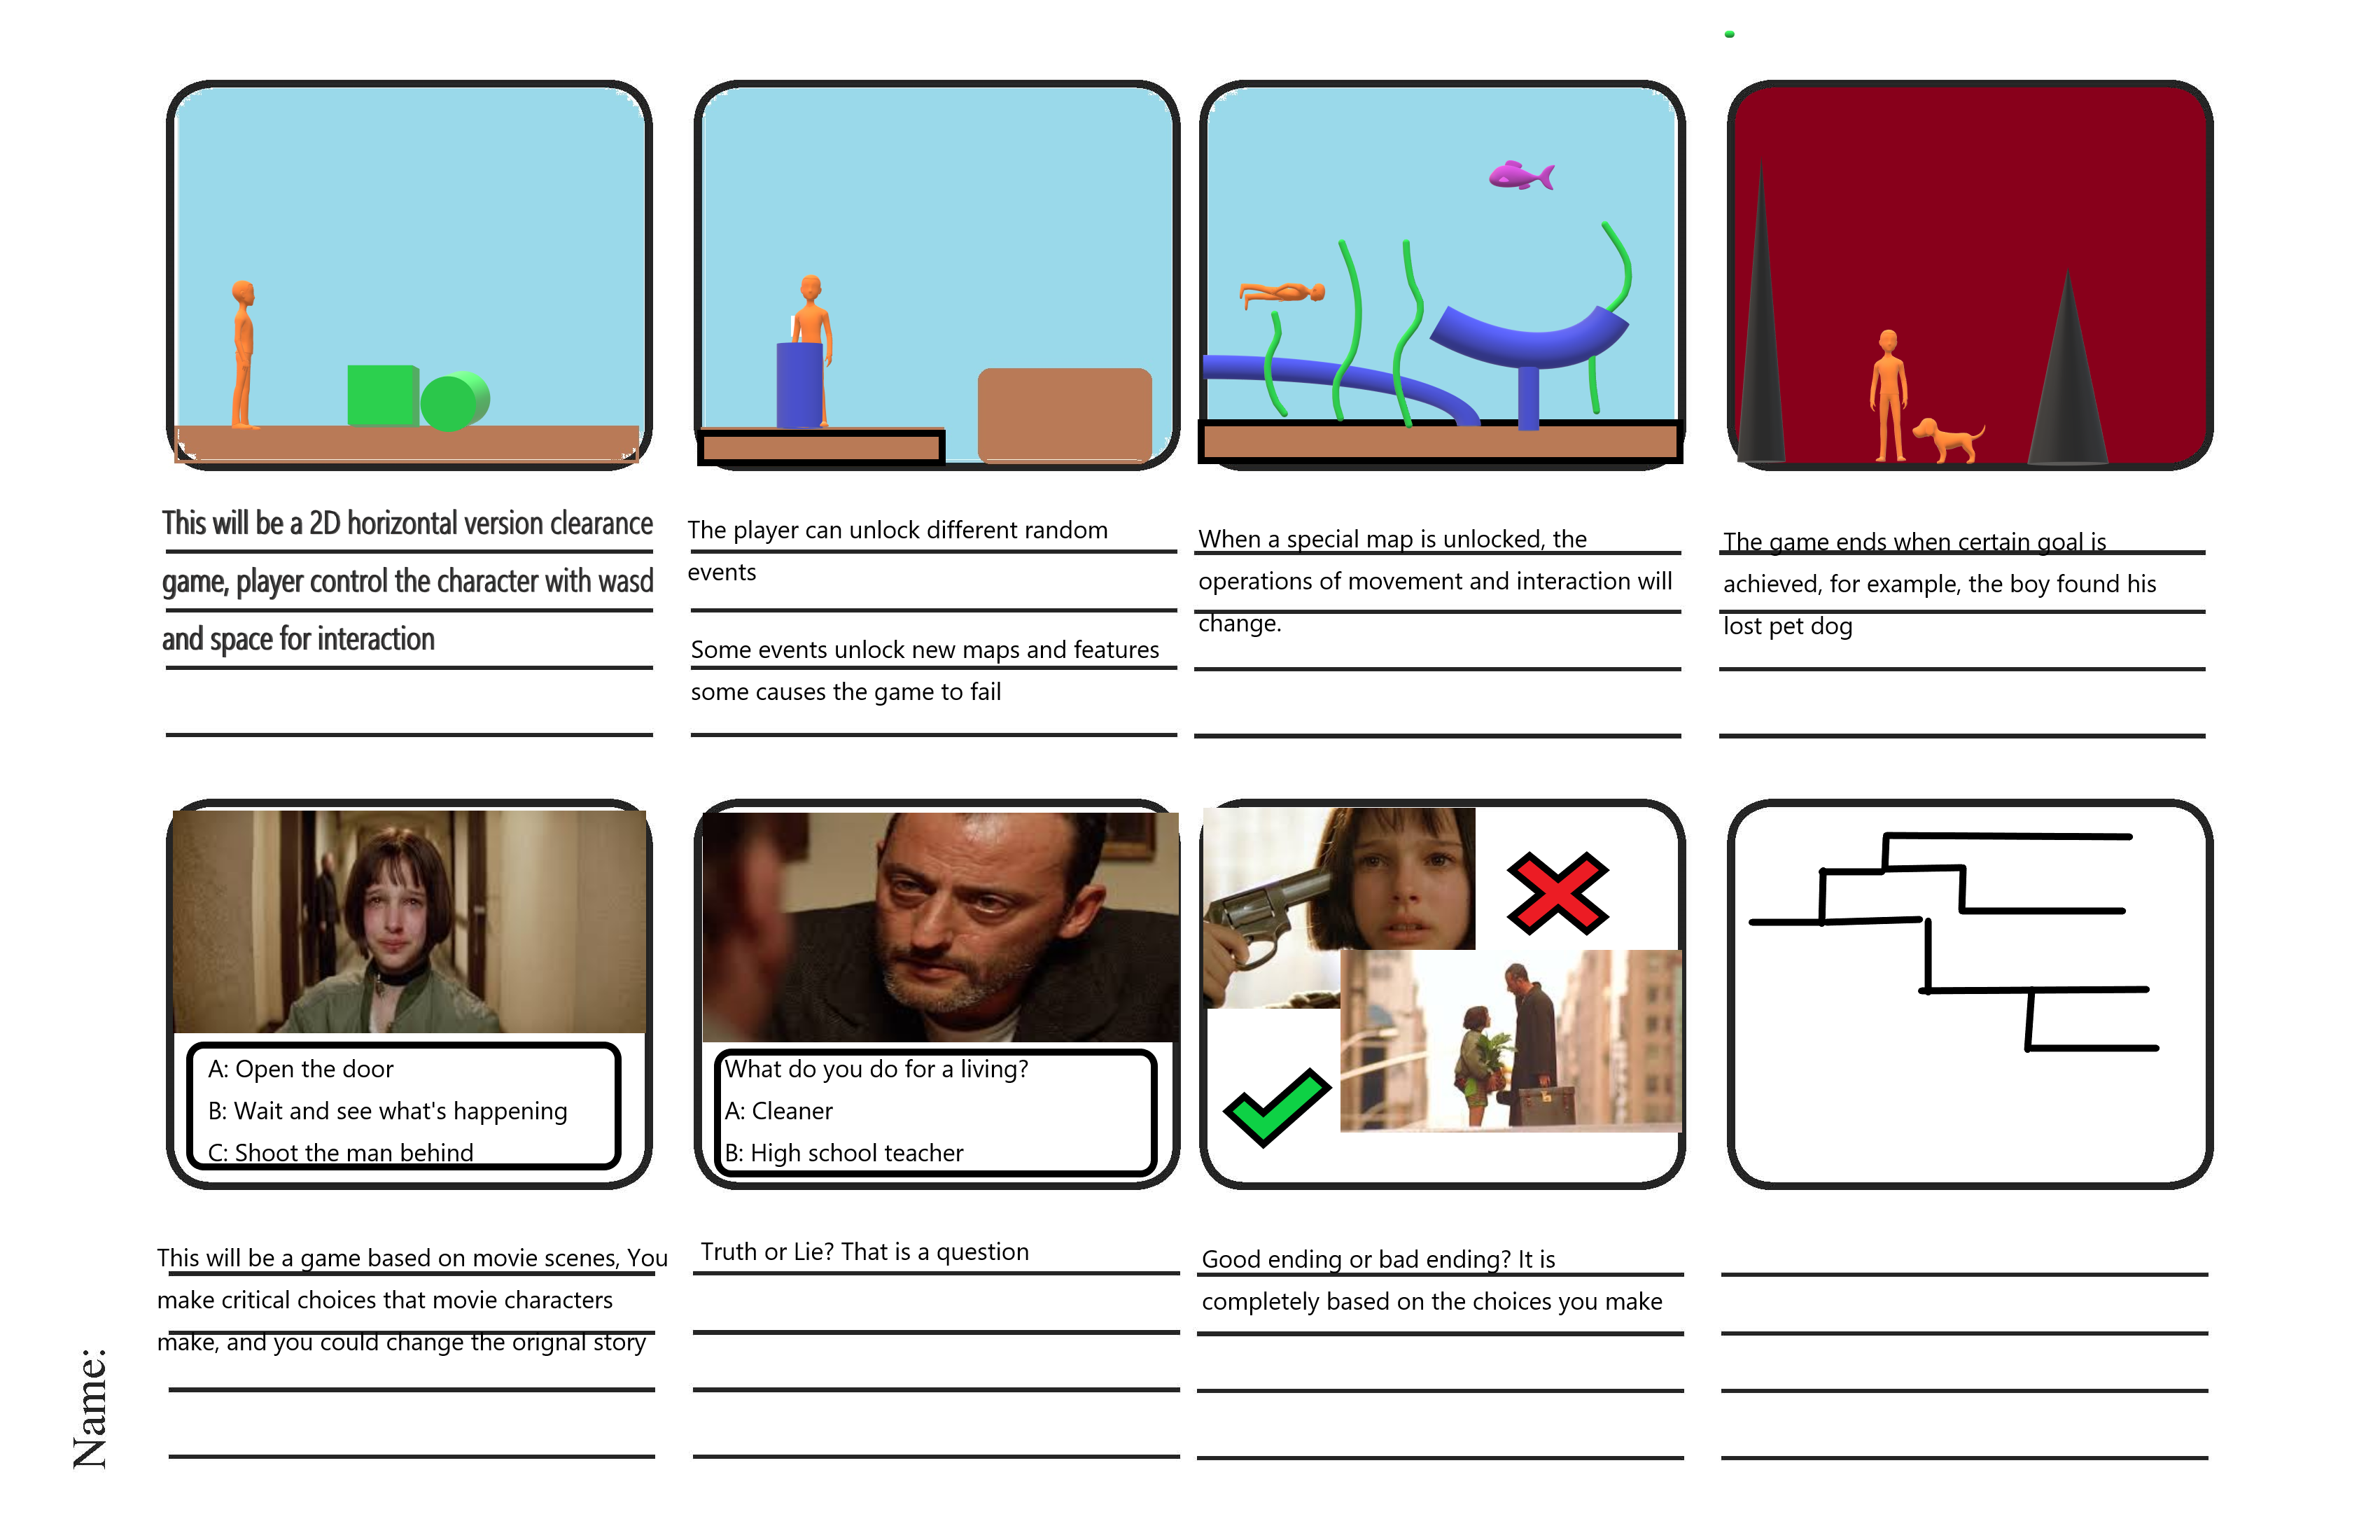 This will be a 2D horizontal version clearance
game, player control the character with wasd
and space for interaction
The player can unlock different random
events
Some events unlock new maps and features
some causes the game to fail
When a special map is unlocked, the
operations of movement and interaction will
change.
The game ends when certain goal is
achieved, for example, the boy found his
lost pet dog
A: Open the door
B: Wait and see what's happening
C: Shoot the man behind
What do you do for a living?
A: Cleaner
B: High school teacher
This will be a game based on movie scenes, You
make critical choices that movie characters
make, and you could change the orignal story
Truth or Lie? That is a question
Good ending or bad ending? It is
completely based on the choices you make
Name: